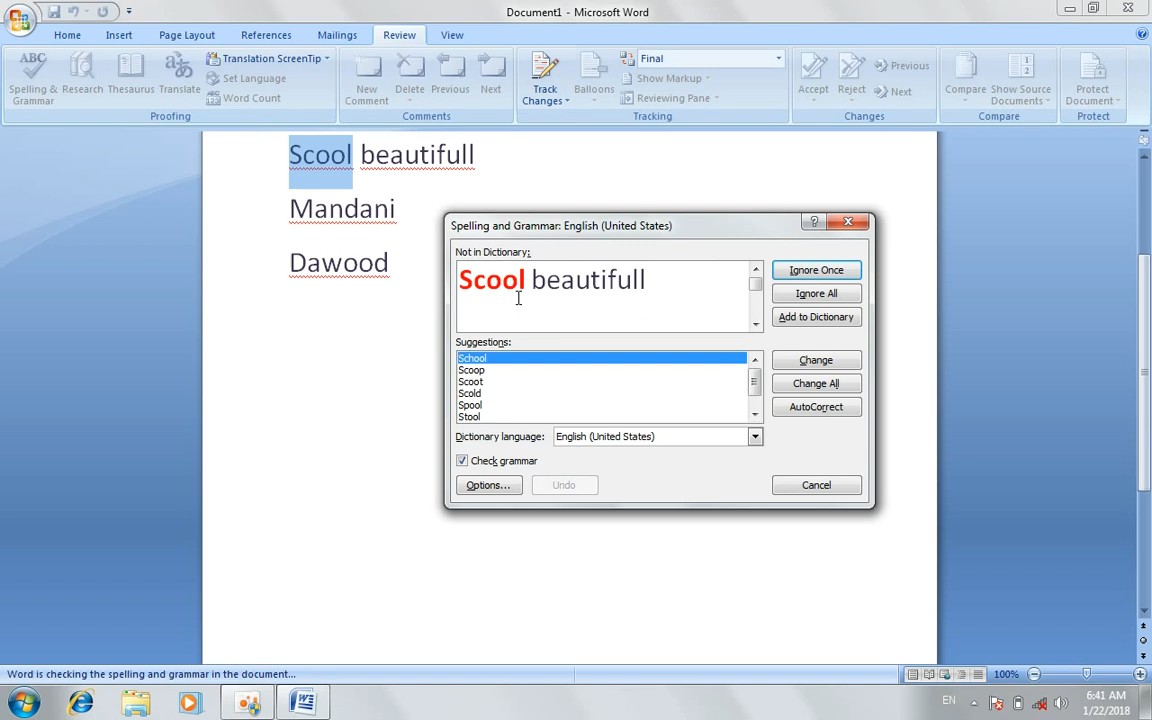 Document1 - Microsoft Word
Home Insert Page Layout References Mailings Review View
ABC
Spelling & Grammar
Research
Thesaurus
Translate
Translation ScreenTip
Set Language
Word Count
Proofing
New Comment
Delete
Previous
Next
Comments
Track Changes
Balloons
Final
Show Markup
Reviewing Pane
Tracking
Accept
Reject
Previous
Next
Changes
Compare
Show Source Documents
Compare
Protect Document
Protect
Scool beautifull
Mandani
Dawood
Spelling and Grammar: English (United States)
Not in Dictionary:
Scool beautifull
Ignore Once
Ignore All
Add to Dictionary
Suggestions:
School
Scoop
Scoot
Scold
Spool
Stool
Change
Change All
AutoCorrect
Dictionary language: English (United States)
Check grammar
Options... Undo Cancel
Word is checking the spelling and grammar in the document...
100%
EN
6:41 AM
1/22/2018